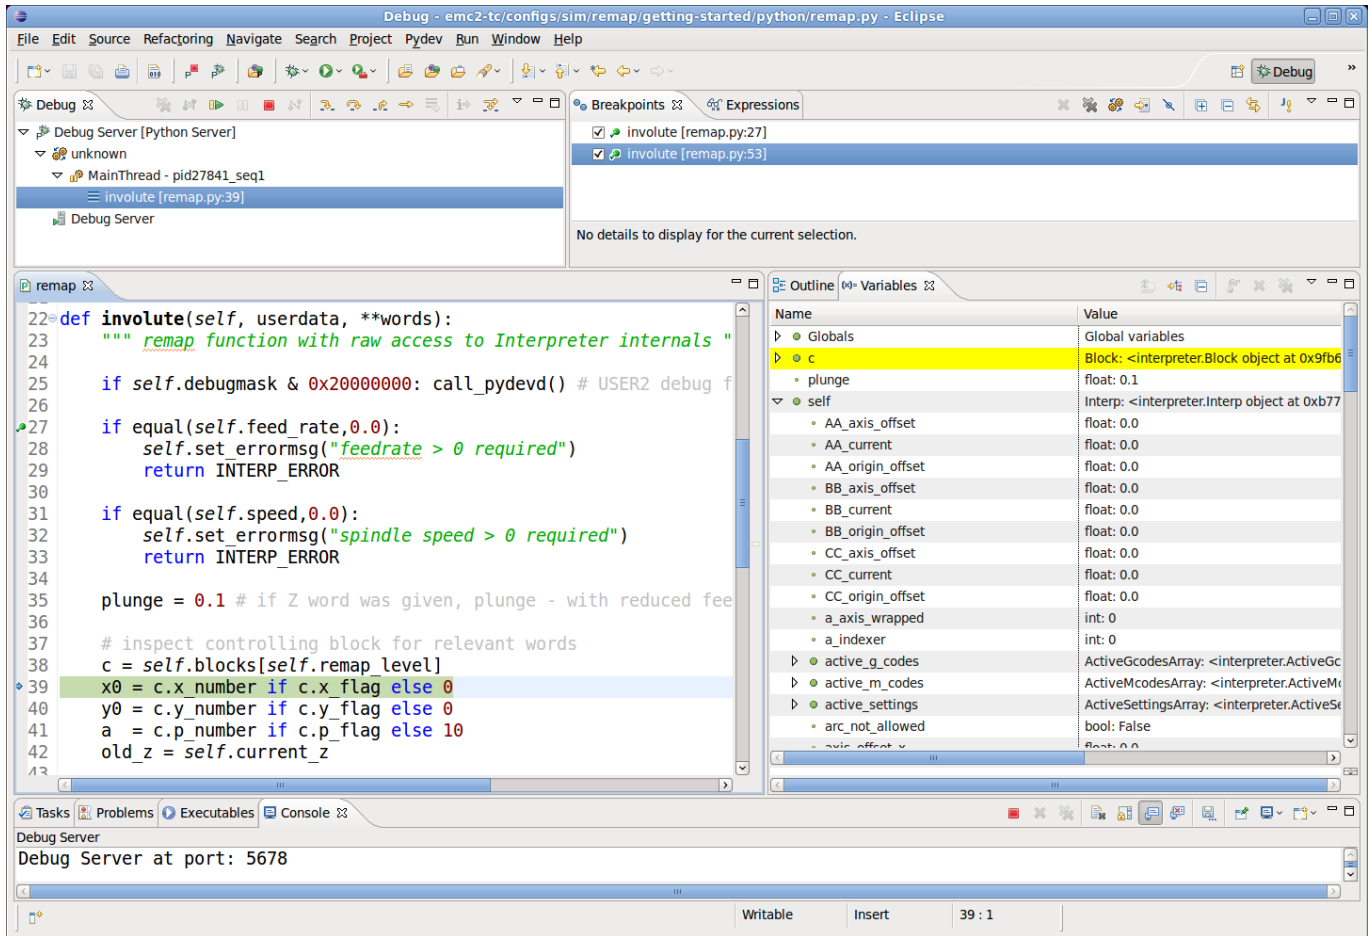 Debug - emc2-tc/configs/sim/remap/getting-started/python/remap.py - Eclipse
File Edit Source Refactoring Navigate Search Project Pydev Run Window Help
Debug
»
Debug
Breakpoints
Expressions
Debug Server [Python Server]
unknown
MainThread - pid27841_seq1
involute [remap.py:39]
Debug Server
involute [remap.py:27]
involute [remap.py:53]
No details to display for the current selection.
remap
22 def involute(self, userdata, **words):
23 """ remap function with raw access to Interpreter internals "
24
25 if self.debugmask & 0x20000000: call_pydevd() # USER2 debug f
26
27 if equal(self.feed_rate,0.0):
28 self.set_errormsg("feedrate > 0 required")
29 return INTERP_ERROR
30
31 if equal(self.speed,0.0):
32 self.set_errormsg("spindle speed > 0 required")
33 return INTERP_ERROR
34
35 plunge = 0.1 # if Z word was given, plunge - with reduced fee
36
37 # inspect controlling block for relevant words
38 c = self.blocks[self.remap_level]
39 x0 = c.x_number if c.x_flag else 0
40 y0 = c.y_number if c.y_flag else 0
41 a  = c.p_number if c.p_flag else 10
42 old_z = self.current_z
43
Outline
Variables
Name Value
Globals Global variables
c Block: <interpreter.Block object at 0x9fb6
plunge float: 0.1
self Interp: <interpreter.Interp object at 0xb77
AA_axis_offset float: 0.0
AA_current float: 0.0
AA_origin_offset float: 0.0
BB_axis_offset float: 0.0
BB_current float: 0.0
BB_origin_offset float: 0.0
CC_axis_offset float: 0.0
CC_current float: 0.0
CC_origin_offset float: 0.0
a_axis_wrapped int: 0
a_indexer int: 0
active_g_codes ActiveGcodesArray: <interpreter.ActiveGc
active_m_codes ActiveMcodesArray: <interpreter.ActiveMc
active_settings ActiveSettingsArray: <interpreter.ActiveSe
arc_not_allowed bool: False
axis_offset_x float: 0.0
Tasks
Problems
Executables
Console
Debug Server
Debug Server at port: 5678
Writable Insert 39 : 1